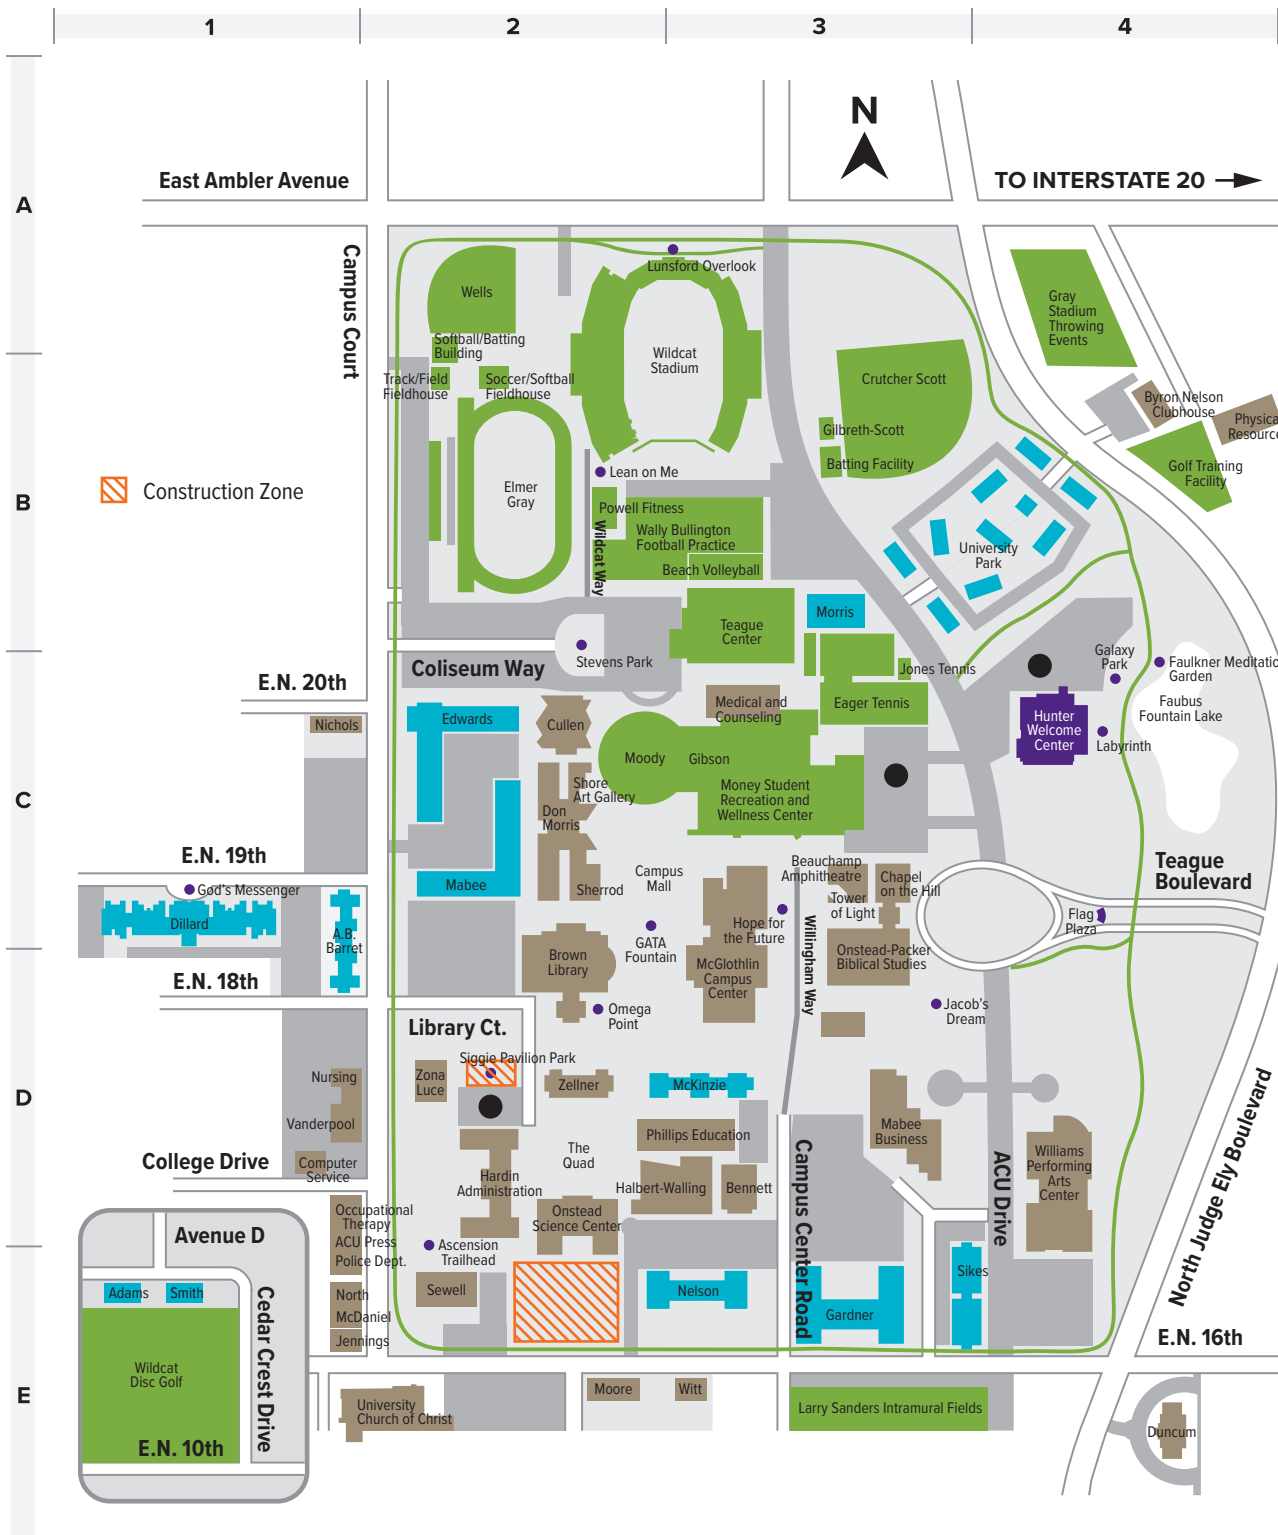 1
2
3
4
A
B
C
D
E
N
East Ambler Avenue
TO INTERSTATE 20
Campus Court
Lunsford Overlook
Wells
Softball/Batting
Building
Track/Field
Fieldhouse
Soccer/Softball
Fieldhouse
Wildcat
Stadium
Gray
Stadium
Throwing
Events
Crutcher Scott
Gilbreth-Scott
Batting Facility
Byron Nelson
Clubhouse
Physica
Resource
Golf Training
Facility
Construction Zone
Elmer
Gray
Lean on Me
Powell Fitness
Wally Bullington
Football Practice
Beach Volleyball
Wildcat Way
University
Park
Morris
Teague
Center
Stevens Park
Coliseum Way
Jones Tennis
Galaxy
Park
Faulkner Meditatio
Garden
Faubus
Fountain Lake
Hunter
Welcome
Center
Labyrinth
E.N. 20th
Nichols
Edwards
Cullen
Medical and
Counseling
Eager Tennis
Moody
Gibson
Money Student
Recreation and
Wellness Center
Shore
Art Gallery
Don
Morris
E.N. 19th
God's Messenger
Dillard
A.B.
Barret
Mabee
Sherrod
Campus
Mall
Beauchamp
Amphitheatre
Chapel
on the Hill
Tower
of Light
Teague
Boulevard
Flag
Plaza
Hope for
the Future
GATA
Fountain
Willingham Way
Onstead-Packer
Biblical Studies
Brown
Library
McGlothlin
Campus
Center
E.N. 18th
Omega
Point
Jacob's
Dream
Library Ct.
Siggie Pavilion Park
Zona
Luce
Zellner
McKinzie
Nursing
Vanderpool
Computer
Service
College Drive
Phillips Education
The
Quad
Mabee
Business
Williams
Performing
Arts
Center
Hardin
Administration
Halbert-Walling
Bennett
Campus Center Road
ACU Drive
North Judge Ely Boulevard
Occupational
Therapy
ACU Press
Police Dept.
Onstead
Science Center
Ascension
Trailhead
Avenue D
Adams
Smith
Cedar Crest Drive
Wildcat
Disc Golf
E.N. 10th
North
McDaniel
Jennings
Sewell
Nelson
Gardner
Sikes
E.N. 16th
University
Church of Christ
Moore
Witt
Larry Sanders Intramural Fields
Duncum